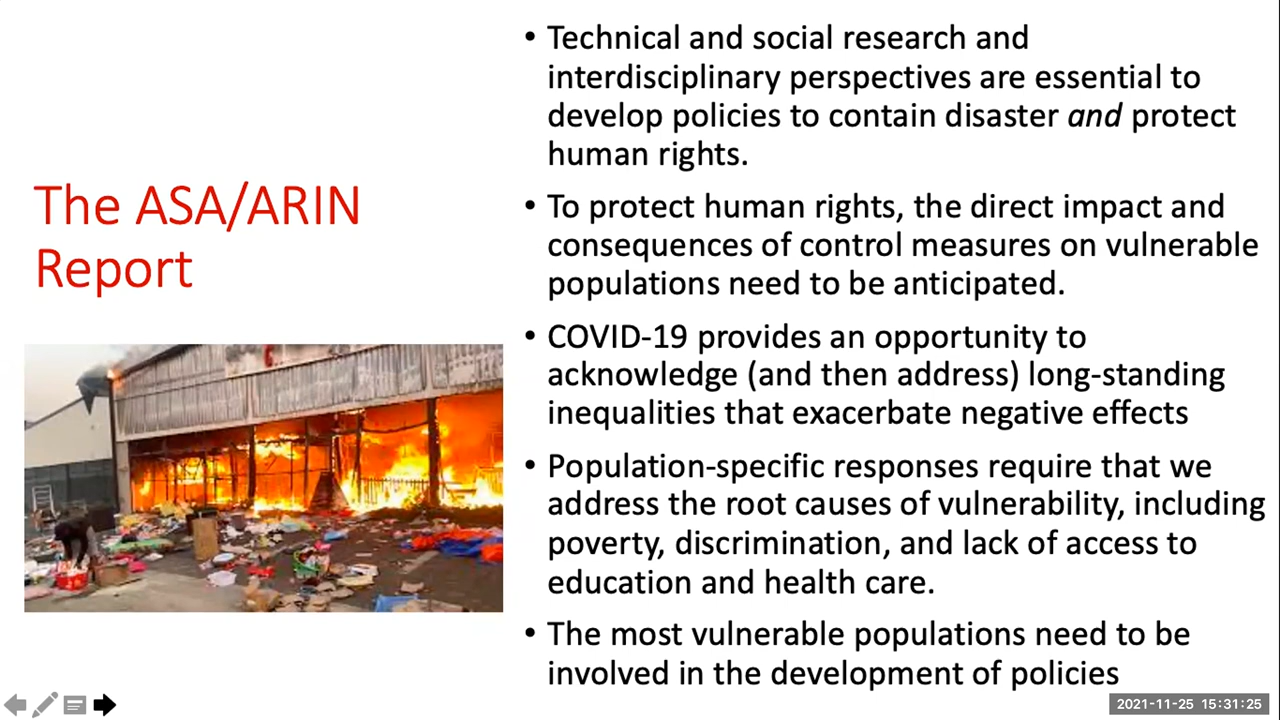 The ASA/ARIN
Report
• Technical and social research and
interdisciplinary perspectives are essential to
develop policies to contain disaster and protect
human rights.
• To protect human rights, the direct impact and
consequences of control measures on vulnerable
populations need to be anticipated.
• COVID-19 provides an opportunity to
acknowledge (and then address) long-standing
inequalities that exacerbate negative effects
• Population-specific responses require that we
address the root causes of vulnerability, including
poverty, discrimination, and lack of access to
education and health care.
• The most vulnerable populations need to be
involved in the development of policies
2021-11-25 15:31:25